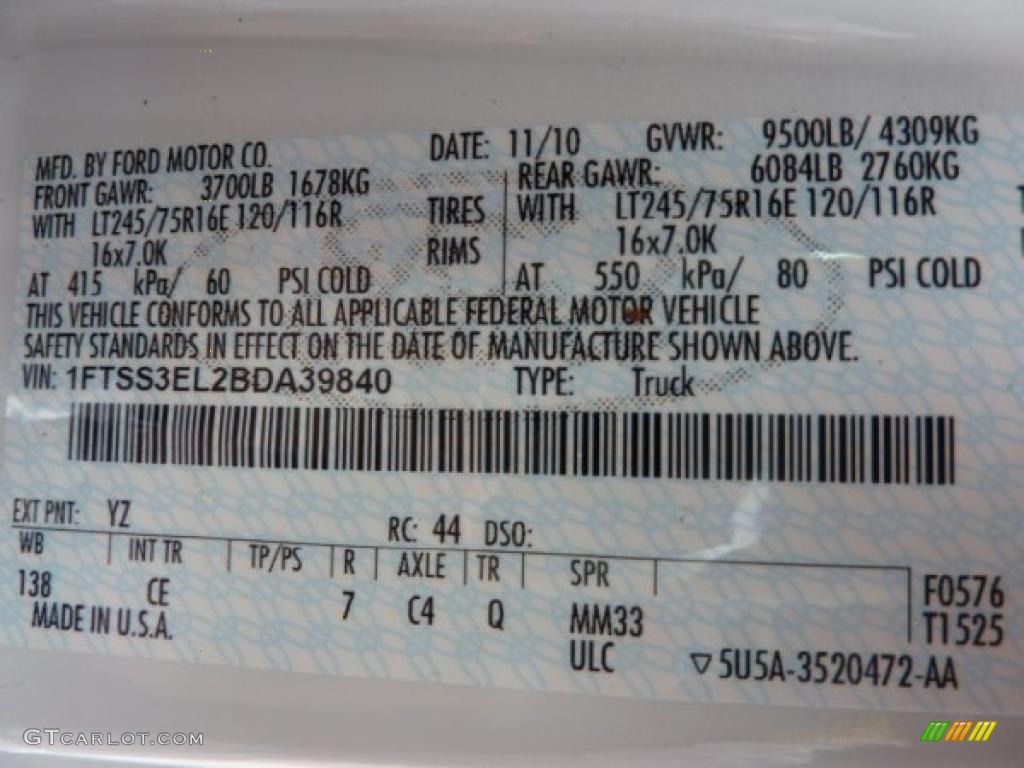 MFD. BY FORD MOTOR CO. DATE: 11/10 GVWR: 9500LB/ 4309KG
FRONT GAWR: 3700LB 1678KG REAR GAWR: 6084LB 2760KG
WITH LT245/75R16E 120/116R TIRES WITH LT245/75R16E 120/116R
16x7.0K RIMS 16x7.0K
AT 415 kPa/ 60 PSI COLD AT 550 kPa/ 80 PSI COLD
THIS VEHICLE CONFORMS TO ALL APPLICABLE FEDERAL MOTOR VEHICLE
SAFETY STANDARDS IN EFFECT ON THE DATE OF MANUFACTURE SHOWN ABOVE.
VIN: 1FTSS3EL2BDA39840 TYPE: Truck
EXT PNT: YZ RC: 44 DSO:
WB INT TR TP/PS R AXLE TR SPR
138 CE 7 C4 Q MM33 F0576
MADE IN U.S.A. ULC T1525
▽5U5A-3520472-AA
GTCARLOT.COM